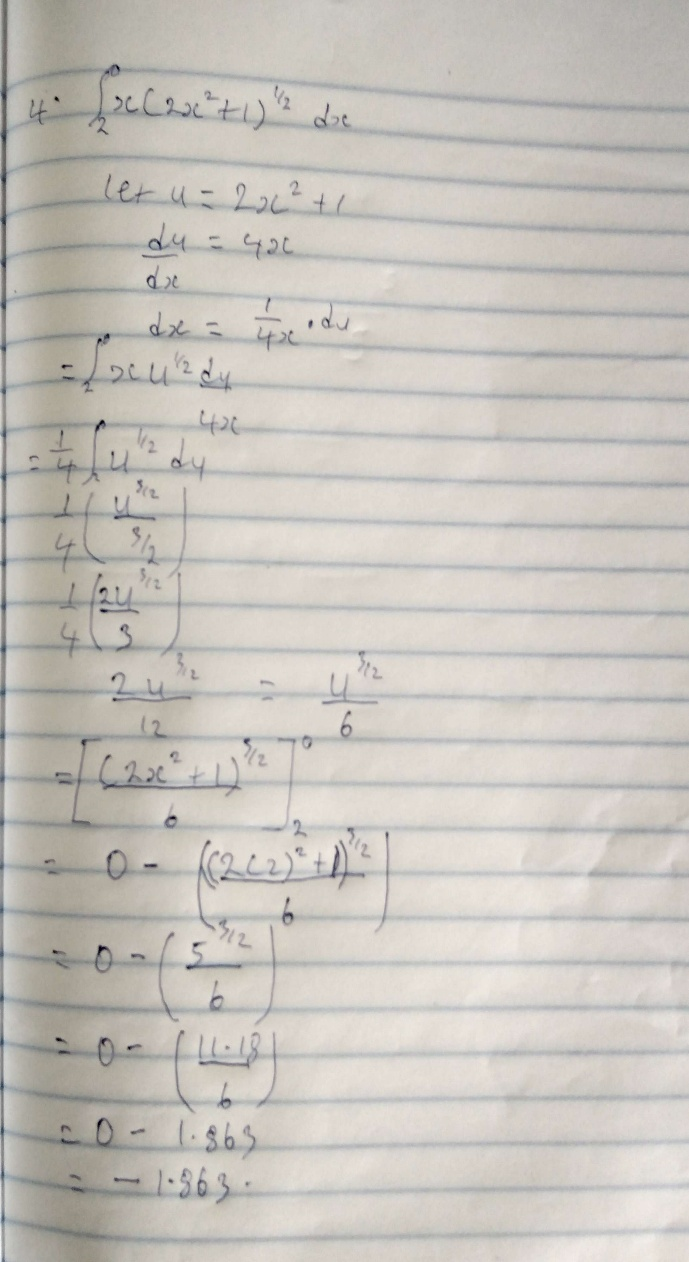 4. ∫₂⁰ x(2x²+1)^1/2 dx
let u = 2x² +1
du/dx = 4x
dx = 1/4x · du
= ∫₂⁰ x u^1/2 du/4x
= 1/4 ∫₂⁰ u^1/2 du
1/4 (u^3/2 / 3/2)
1/4 (2u^3/2 / 3)
2u^3/2 / 12 = u^3/2 / 6
= [(2x² + 1)^3/2 / 6]₂⁰
= 0 - (((2(2)² + 1)^3/2 / 6)
= 0 - (5^3/2 / 6)
= 0 - (11.18 / 6)
= 0 - 1.863
= - 1.863.